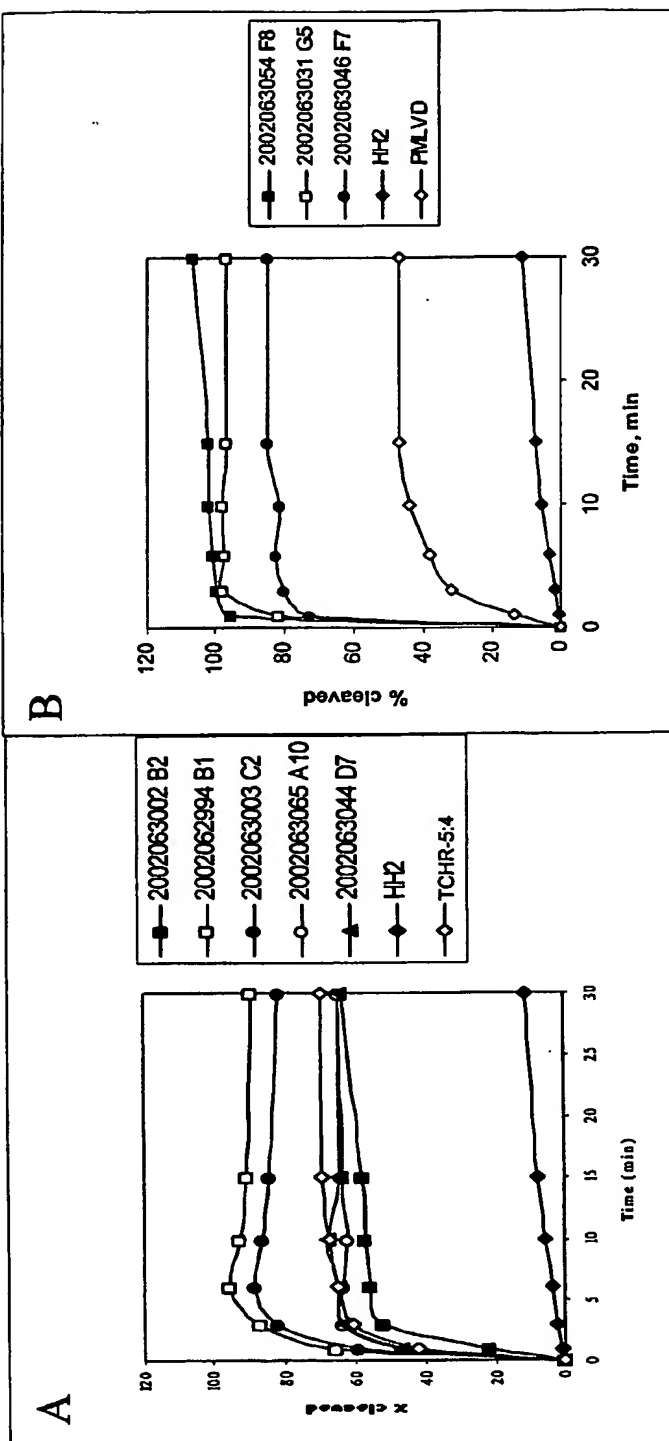 A
% cleaved
120
100
80
60
40
20
0
0
5
10
15
20
25
30
Time (min)
2002063002 B2
2002062994 B1
2002063003 C2
2002063065 A10
2002063044 D7
HH2
TCHR-5:4
B
% cleaved
120
100
80
60
40
20
0
0
10
20
30
Time, min
2002063054 F8
2002063031 G5
2002063046 F7
HH2
PMLVD